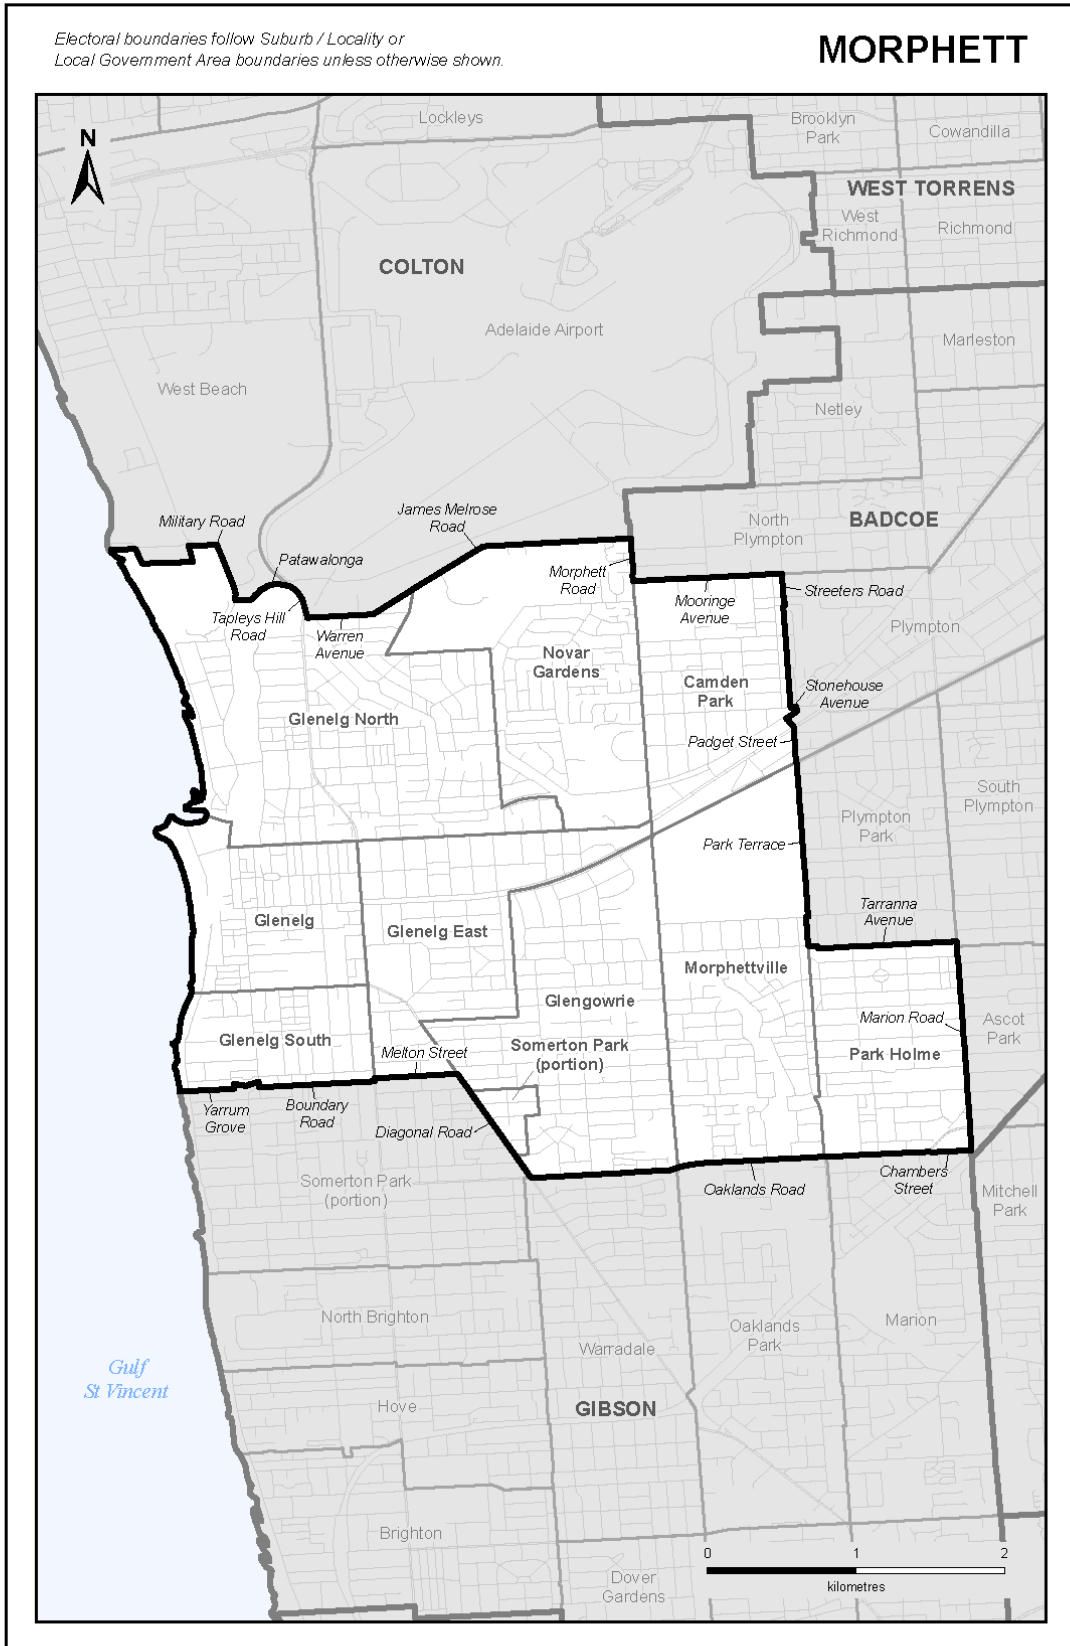 Electoral boundaries follow Suburb / Locality or
Local Government Area boundaries unless otherwise shown.
MORPHETT
N
Lockleys
Brooklyn
Park
Cowandilla
WEST TORRENS
West
Richmond
Richmond
COLTON
Adelaide Airport
Marleston
West Beach
Netley
Military Road
James Melrose
Road
North
Plympton
BADCOE
Patawalonga
Morphett
Road
Streeters Road
Mooringe
Avenue
Tapleys Hill
Road
Warren
Avenue
Plympton
Novar
Gardens
Camden
Park
Stonehouse
Avenue
Glenelg North
Padget Street
South
Plympton
Plympton
Park
Park Terrace
Tarranna
Avenue
Glenelg
Glenelg East
Morphettville
Glengowrie
Marion Road
Ascot
Park
Glenelg South
Melton Street
Somerton Park
(portion)
Park Holme
Yarrum
Grove
Boundary
Road
Diagonal Road
Chambers
Street
Oaklands Road
Somerton Park
(portion)
Mitchell
Park
North Brighton
Oaklands
Park
Marion
Warradale
Gulf
St Vincent
Hove
GIBSON
Brighton
0 1 2
kilometres
Dover
Gardens